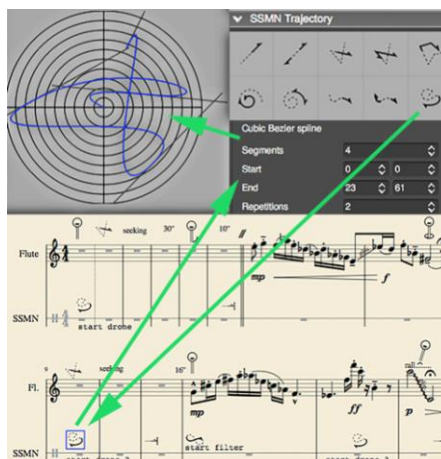 SSMN Trajectory
Cubic Bezier spline
Segments 4
Start 0 0
End 23 61
Repetitions 2
seeking 30" 10"
Flute
mp f
SSMN
start drone
9 seeking 16"
Fl.
mp ff p
SSMN
start filter